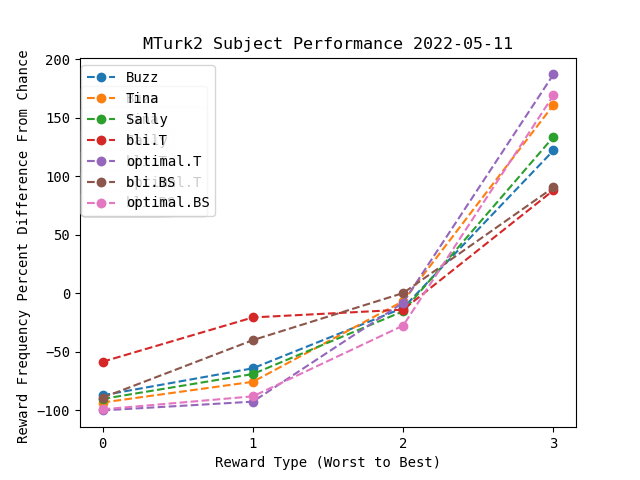 MTurk2 Subject Performance 2022-05-11
Reward Frequency Percent Difference From Chance
200
150
100
50
0
−50
−100
Buzz
Tina
Sally
bli.T
optimal.T
bli.BS
optimal.BS
0
1
2
3
Reward Type (Worst to Best)